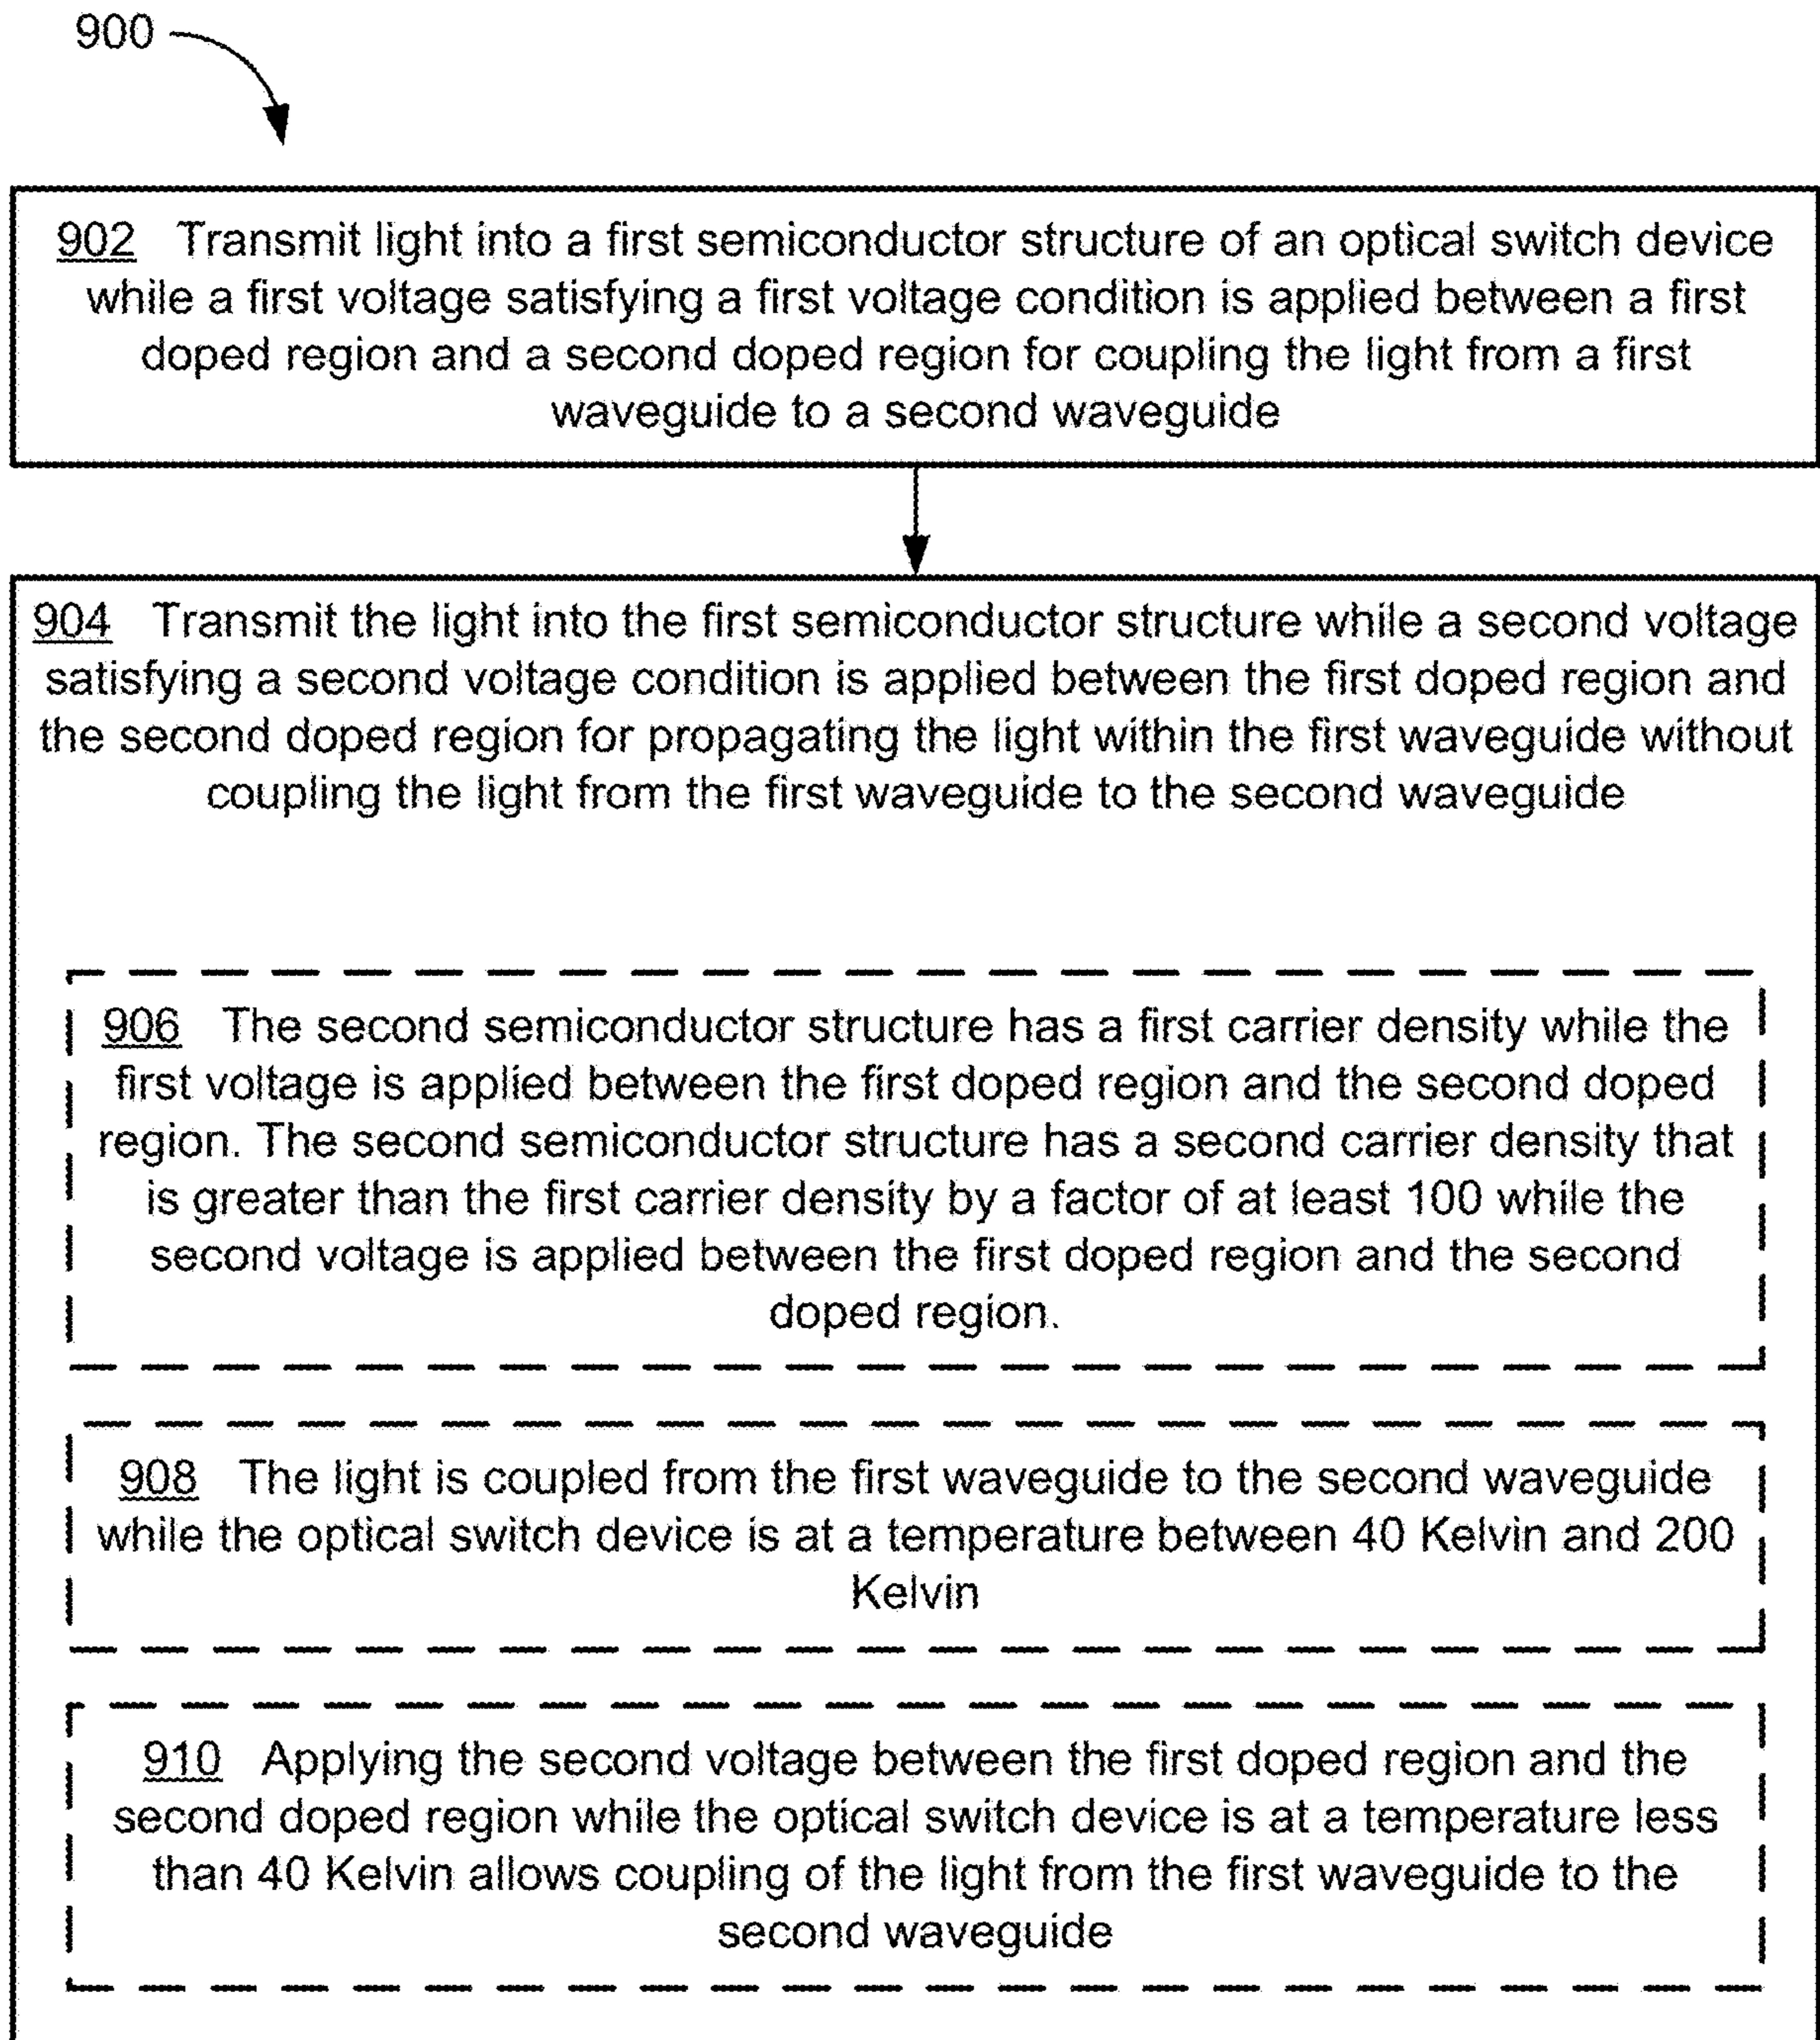 900
902 Transmit light into a first semiconductor structure of an optical switch device
while a first voltage satisfying a first voltage condition is applied between a first
doped region and a second doped region for coupling the light from a first
waveguide to a second waveguide
904 Transmit the light into the first semiconductor structure while a second voltage
satisfying a second voltage condition is applied between the first doped region and
the second doped region for propagating the light within the first waveguide without
coupling the light from the first waveguide to the second waveguide
906 The second semiconductor structure has a first carrier density while the
first voltage is applied between the first doped region and the second doped
region. The second semiconductor structure has a second carrier density that
is greater than the first carrier density by a factor of at least 100 while the
second voltage is applied between the first doped region and the second
doped region.
908 The light is coupled from the first waveguide to the second waveguide
while the optical switch device is at a temperature between 40 Kelvin and 200
Kelvin
910 Applying the second voltage between the first doped region and the
second doped region while the optical switch device is at a temperature less
than 40 Kelvin allows coupling of the light from the first waveguide to the
second waveguide